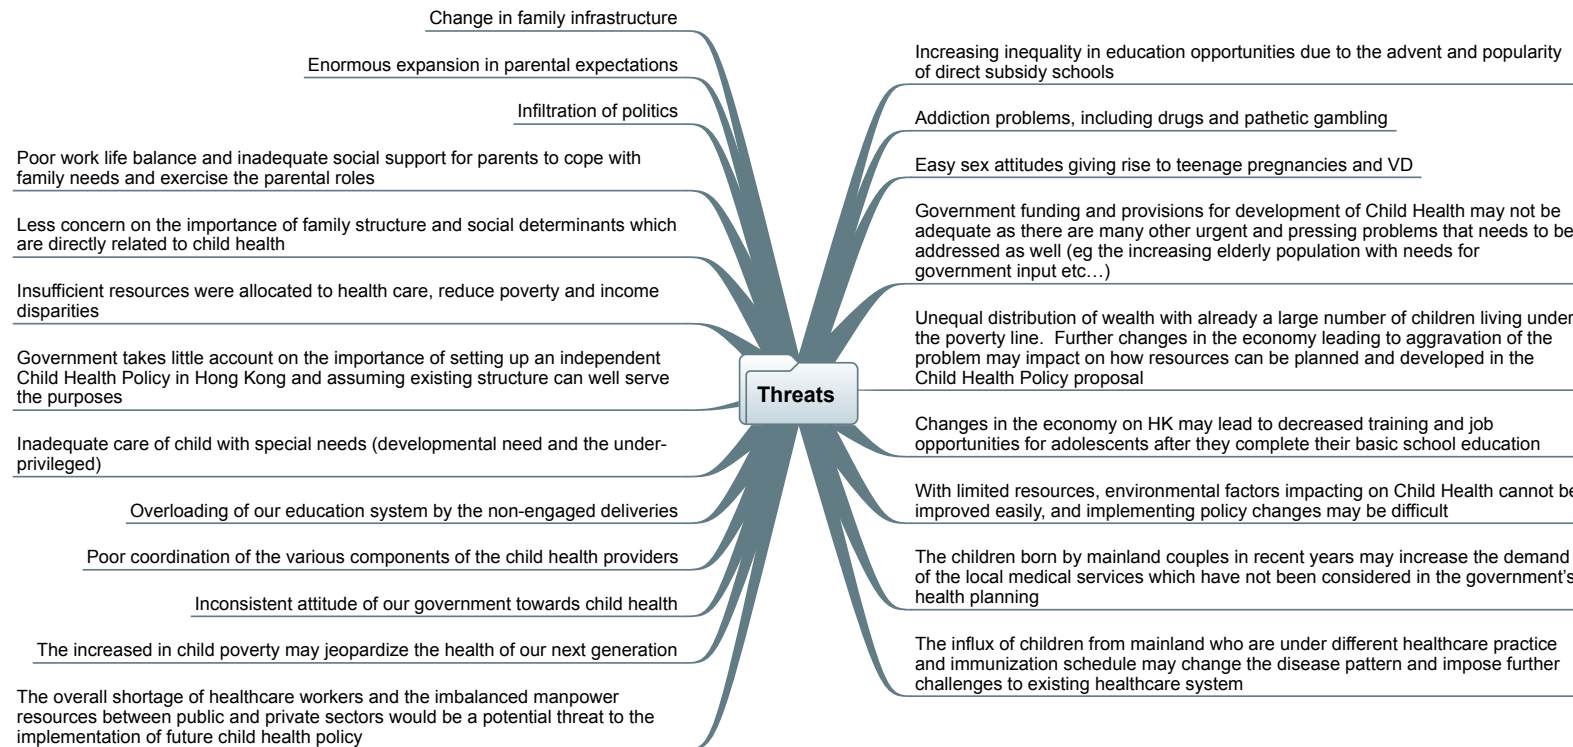 Change in family infrastructure
Enormous expansion in parental expectations
Infiltration of politics
Poor work life balance and inadequate social support for parents to cope with
family needs and exercise the parental roles
Less concern on the importance of family structure and social determinants which
are directly related to child health
Insufficient resources were allocated to health care, reduce poverty and income
disparities
Government takes little account on the importance of setting up an independent
Child Health Policy in Hong Kong and assuming existing structure can well serve
the purposes
Inadequate care of child with special needs (developmental need and the under-
privileged)
Overloading of our education system by the non-engaged deliveries
Poor coordination of the various components of the child health providers
Inconsistent attitude of our government towards child health
The increased in child poverty may jeopardize the health of our next generation
The overall shortage of healthcare workers and the imbalanced manpower
resources between public and private sectors would be a potential threat to the
implementation of future child health policy
Threats
Increasing inequality in education opportunities due to the advent and popularity
of direct subsidy schools
Addiction problems, including drugs and pathetic gambling
Easy sex attitudes giving rise to teenage pregnancies and VD
Government funding and provisions for development of Child Health may not be
adequate as there are many other urgent and pressing problems that needs to be
addressed as well (eg the increasing elderly population with needs for
government input etc…)
Unequal distribution of wealth with already a large number of children living under
the poverty line.  Further changes in the economy leading to aggravation of the
problem may impact on how resources can be planned and developed in the
Child Health Policy proposal
Changes in the economy on HK may lead to decreased training and job
opportunities for adolescents after they complete their basic school education
With limited resources, environmental factors impacting on Child Health cannot be
improved easily, and implementing policy changes may be difficult
The children born by mainland couples in recent years may increase the demand
of the local medical services which have not been considered in the government's
health planning
The influx of children from mainland who are under different healthcare practice
and immunization schedule may change the disease pattern and impose further
challenges to existing healthcare system